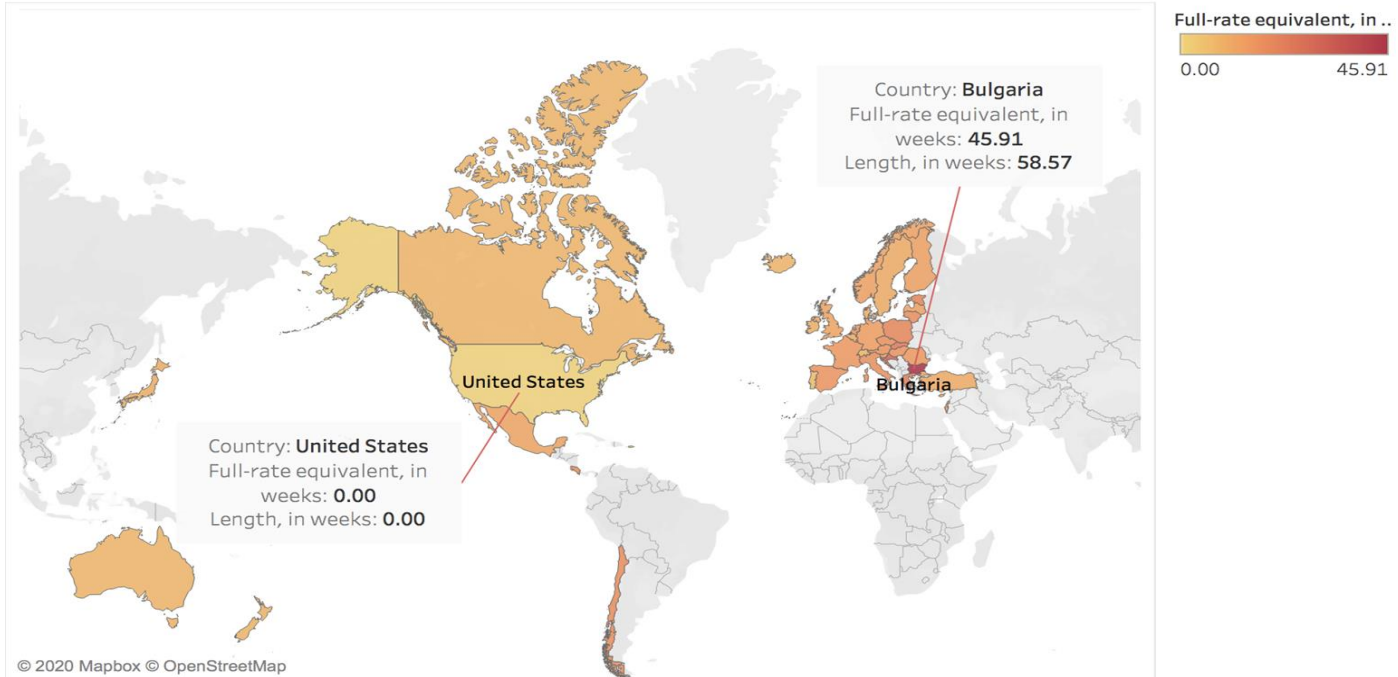 Full-rate equivalent, in ..
0.00 45.91
Country: Bulgaria
Full-rate equivalent, in
weeks: 45.91
Length, in weeks: 58.57
United States
Bulgaria
Country: United States
Full-rate equivalent, in
weeks: 0.00
Length, in weeks: 0.00
© 2020 Mapbox © OpenStreetMap